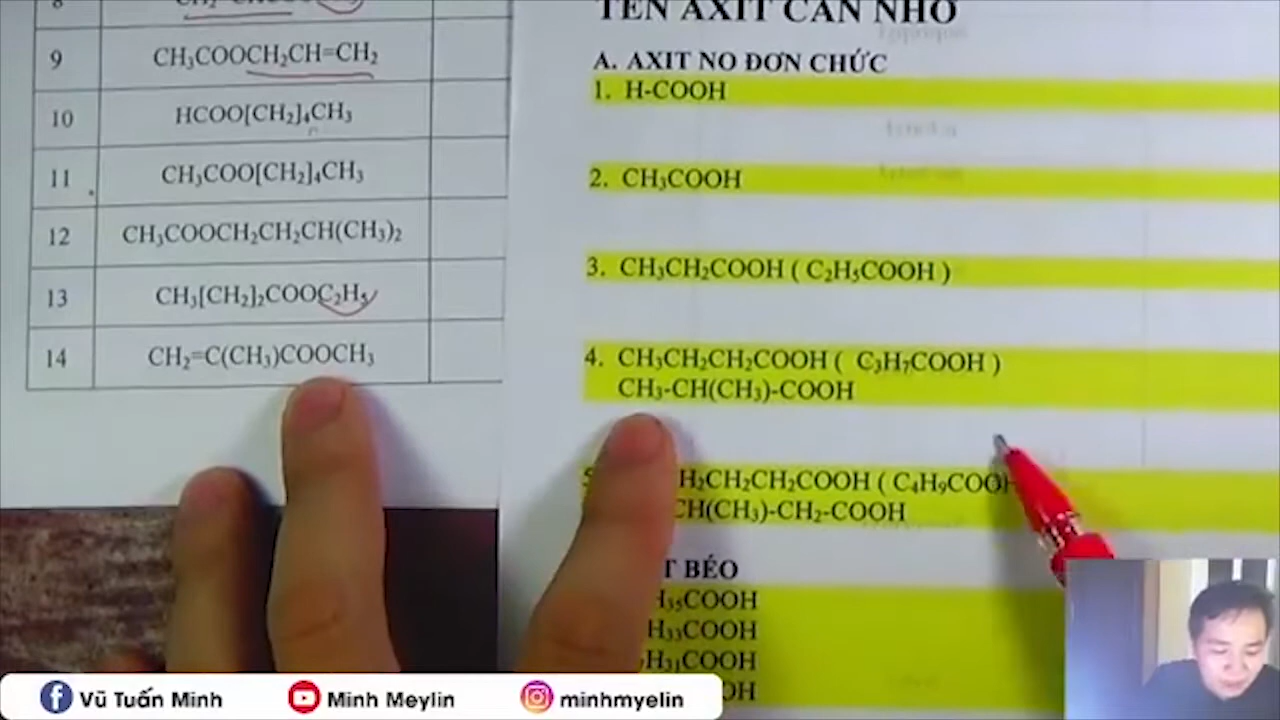 8
9 CH₃COOCH₂CH=CH₂
10 HCOO[CH₂]₄CH₃
11 CH₃COO[CH₂]₄CH₃
12 CH₃COOCH₂CH₂CH(CH₃)₂
13 CH₃[CH₂]₂COOC₂H₅
14 CH₂=C(CH₃)COOCH₃
TÊN AXIT CẦN NHỚ
A. AXIT NO ĐƠN CHỨC
1. H-COOH
2. CH₃COOH
3. CH₃CH₂COOH ( C₂H₅COOH )
4. CH₃CH₂CH₂COOH ( C₃H₇COOH )
CH₃-CH(CH₃)-COOH
H₂CH₂CH₂COOH ( C₄H₉COOH
CH(CH₃)-CH₂-COOH
T BÉO
H₃₅COOH
H₃₃COOH
H₃₁COOH
OH
Vũ Tuấn Minh
Minh Meylin
minhmyelin